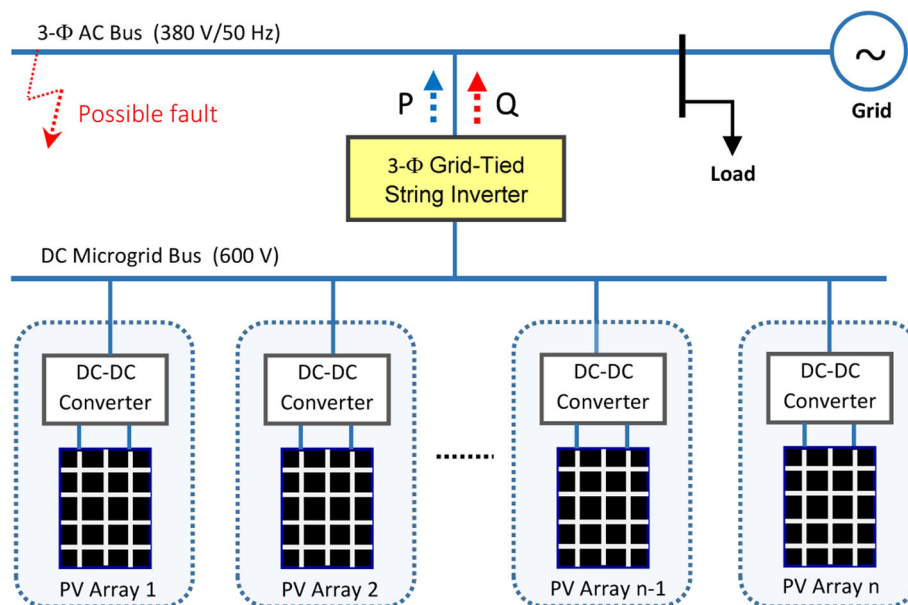 3-Φ AC Bus (380 V/50 Hz)
~
Possible fault
P
Q
Grid
3-Φ Grid-Tied
String Inverter
Load
DC Microgrid Bus (600 V)
DC-DC
Converter
DC-DC
Converter
DC-DC
Converter
DC-DC
Converter
PV Array 1
PV Array 2
PV Array n-1
PV Array n